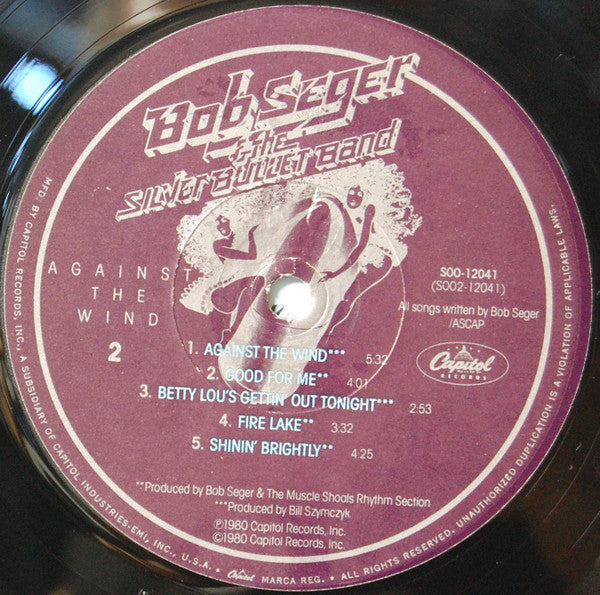 Bob Seger
& the
Silver Bullet Band
AGAINST
THE
WIND
2
SOO-12041
(SOO2-12041)
All songs written by Bob Seger
/ASCAP
Capitol
RECORDS
1. AGAINST THE WIND*** 5:32
2. GOOD FOR ME** 4:01
3. BETTY LOU'S GETTIN' OUT TONIGHT*** 2:53
4. FIRE LAKE** 3:32
5. SHININ' BRIGHTLY** 4:25
**Produced by Bob Seger & The Muscle Shoals Rhythm Section
***Produced by Bill Szymczyk
℗1980 Capitol Records, Inc.
©1980 Capitol Records, Inc.
MFD. BY CAPITOL RECORDS, INC., A SUBSIDIARY OF CAPITOL INDUSTRIES-EMI, INC., U.S.A. • Capitol MARCA REG. • ALL RIGHTS RESERVED. UNAUTHORIZED DUPLICATION IS A VIOLATION OF APPLICABLE LAWS.